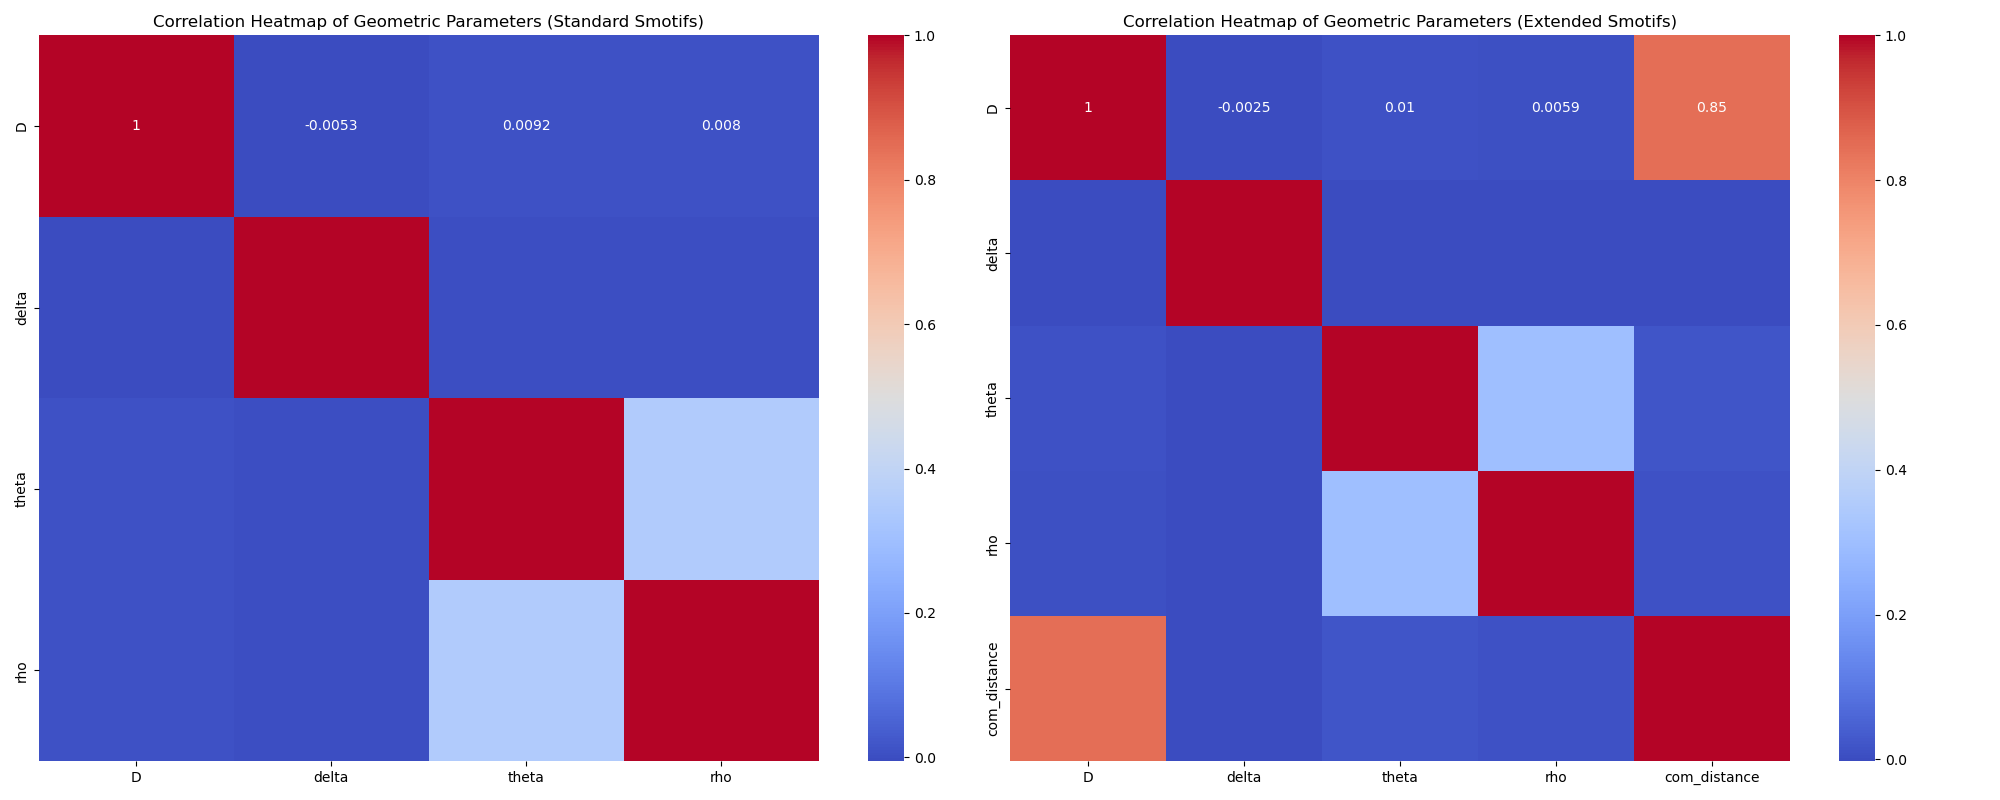 Correlation Heatmap of Geometric Parameters (Standard Smotifs)
D
delta
theta
rho
1
-0.0053
0.0092
0.008
D
delta
theta
rho
1.0
0.8
0.6
0.4
0.2
0.0
Correlation Heatmap of Geometric Parameters (Extended Smotifs)
D
delta
theta
rho
com_distance
1
-0.0025
0.01
0.0059
0.85
D
delta
theta
rho
com_distance
1.0
0.8
0.6
0.4
0.2
0.0